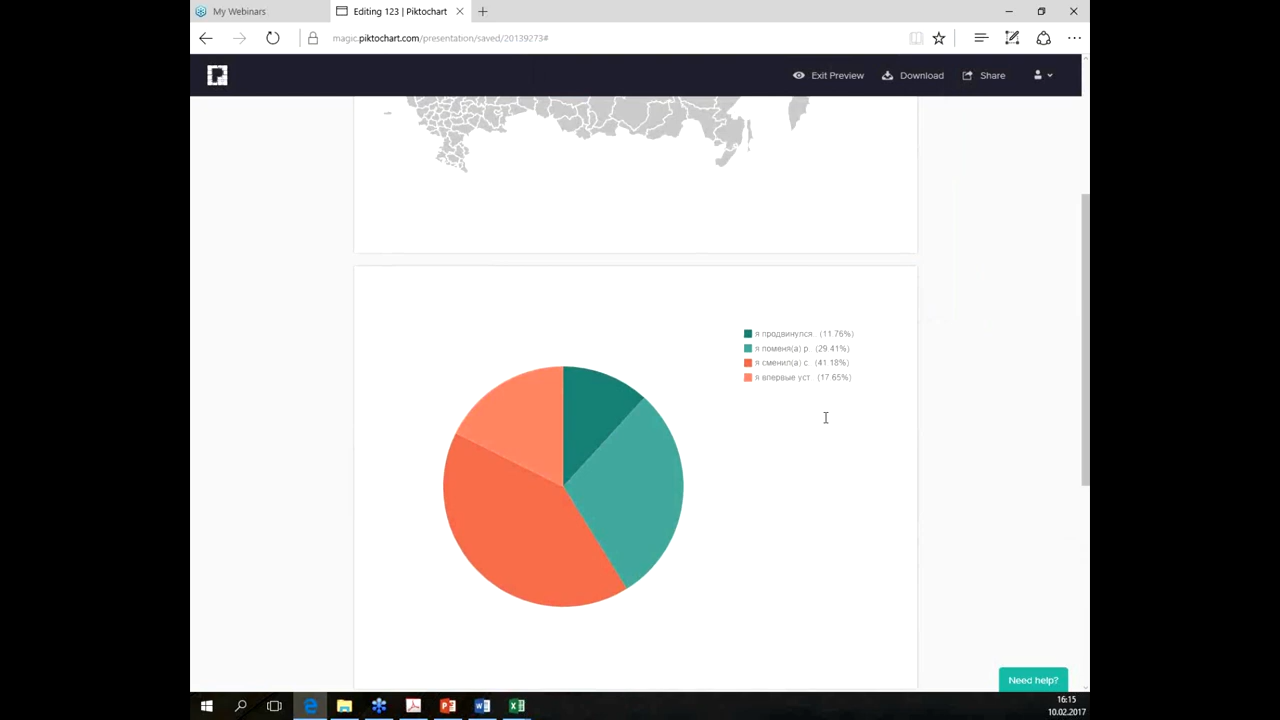 My Webinars
Editing 123 | Piktochart
magic.piktochart.com/presentation/saved/20139273#
Exit Preview
Download
Share
я продвинулся.. (11.76%)
я поменя(а) р.. (29.41%)
я сменил(а) с.. (41.18%)
я впервые уст.. (17.65%)
Need help?
16:15
10.02.2017